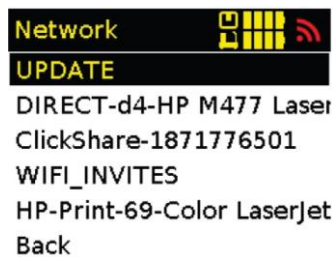 Network
UPDATE
DIRECT-d4-HP M477 Laser
ClickShare-1871776501
WIFI_INVITES
HP-Print-69-Color LaserJet
Back